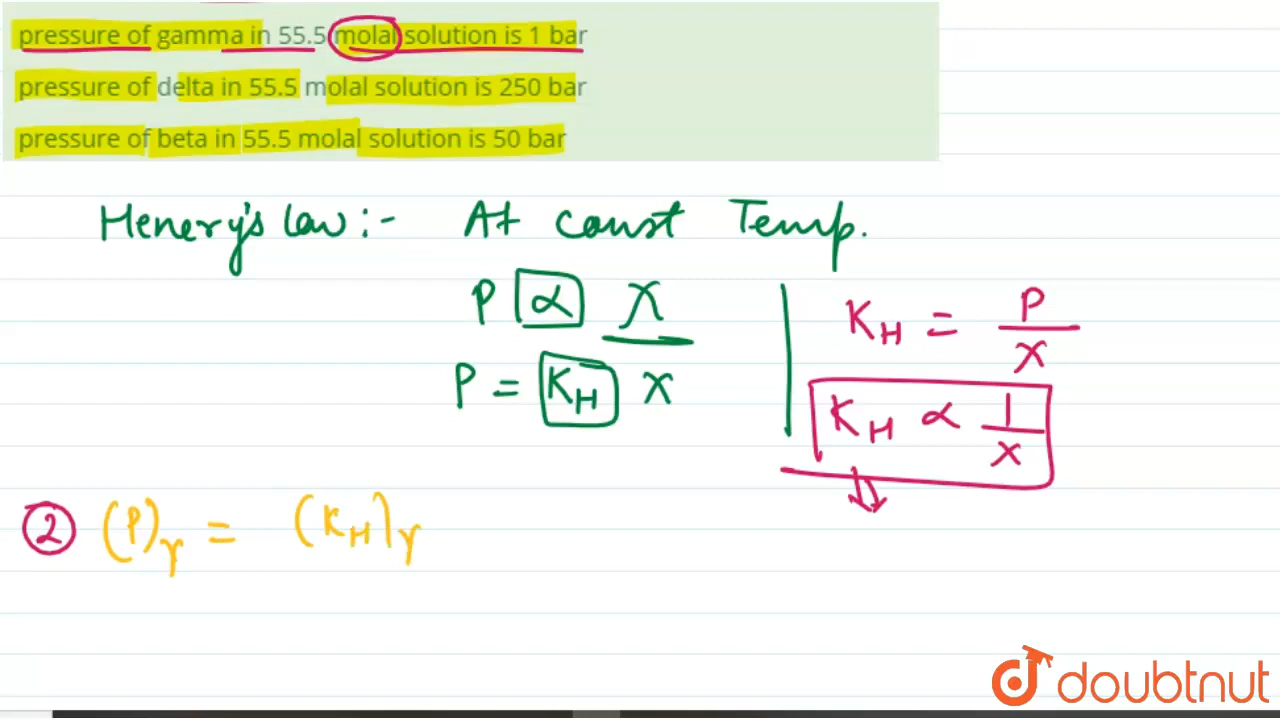 pressure of gamma in 55.5 molal solution is 1 bar
pressure of delta in 55.5 molal solution is 250 bar
pressure of beta in 55.5 molal solution is 50 bar
Henery's law :- At const Temp.
P α X
P = K_H x
K_H = P/x
K_H α 1/x
② (P)_γ = (K_H)_γ
doubtnut